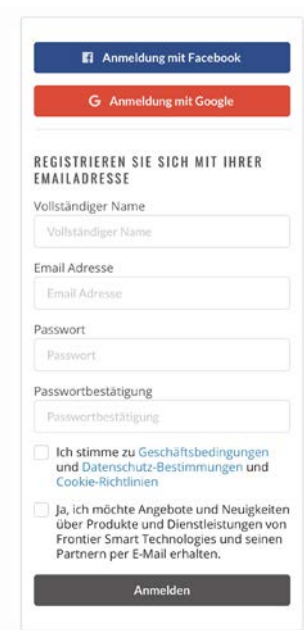 Anmeldung mit Facebook
G Anmeldung mit Google
REGISTRIEREN SIE SICH MIT IHRER
EMAILADRESSE
Vollständiger Name
Vollständiger Name
Email Adresse
Email Adresse
Passwort
Passwort
Passwortbestätigung
Passwortbestätigung
Ich stimme zu Geschäftsbedingungen
und Datenschutz-Bestimmungen und
Cookie-Richtlinien
Ja, ich möchte Angebote und Neuigkeiten
über Produkte und Dienstleistungen von
Frontier Smart Technologies und seinen
Partnern per E-Mail erhalten.
Anmelden